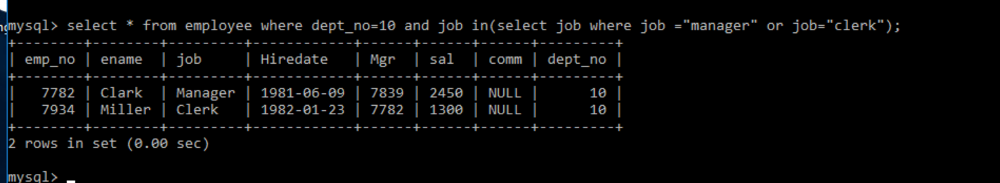 mysql> select * from employee where dept_no=10 and job in(select job where job ="manager" or job="clerk");
+--------+--------+---------+------------+------+------+------+---------+
| emp_no | ename  | job     | Hiredate   | Mgr  | sal  | comm | dept_no |
+--------+--------+---------+------------+------+------+------+---------+
|   7782 | Clark  | Manager | 1981-06-09 | 7839 | 2450 | NULL |      10 |
|   7934 | Miller | Clerk   | 1982-01-23 | 7782 | 1300 | NULL |      10 |
+--------+--------+---------+------------+------+------+------+---------+
2 rows in set (0.00 sec)
mysql>